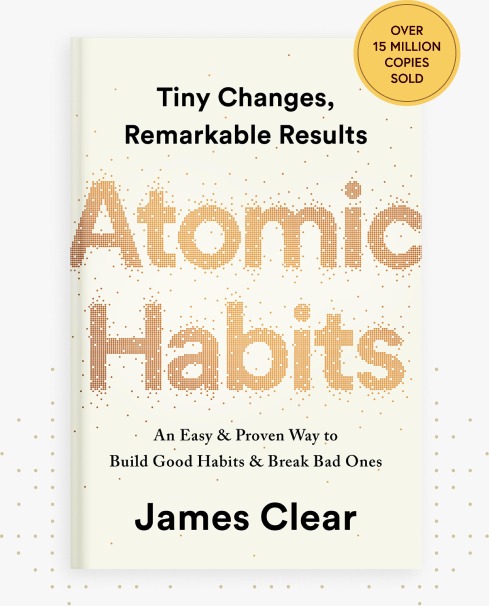 OVER
15 MILLION
COPIES
SOLD
Tiny Changes,
Remarkable Results
Atomic
Habits
An Easy & Proven Way to
Build Good Habits & Break Bad Ones
James Clear